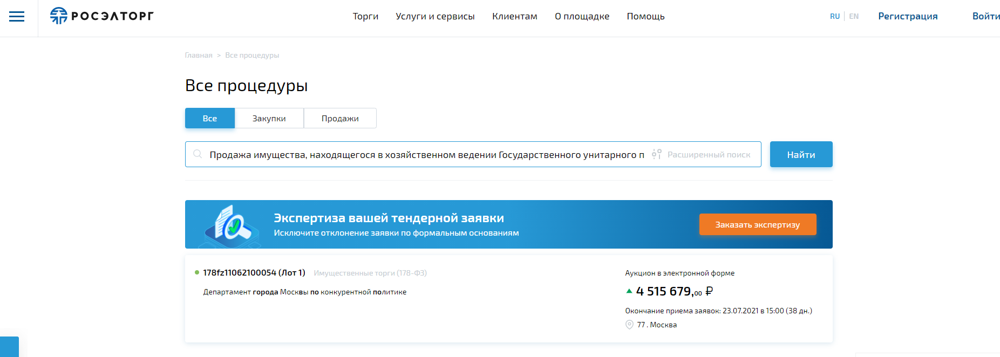 РОСЭЛТОРГ
Торги Услуги и сервисы Клиентам О площадке Помощь
RU EN Регистрация Войти
Главная > Все процедуры
Все процедуры
Все Закупки Продажи
Продажа имущества, находящегося в хозяйственном ведении Государственного унитарного п Расширенный поиск Найти
Экспертиза вашей тендерной заявки
Исключите отклонение заявки по формальным основаниям
Заказать экспертизу
178fz11062100054 (Лот 1) Имущественные торги (178-ФЗ)
Департамент города Москвы по конкурентной политике
Аукцион в электронной форме
4 515 679,00 ₽
Окончание приема заявок: 23.07.2021 в 15:00 (38 дн.)
77 . Москва